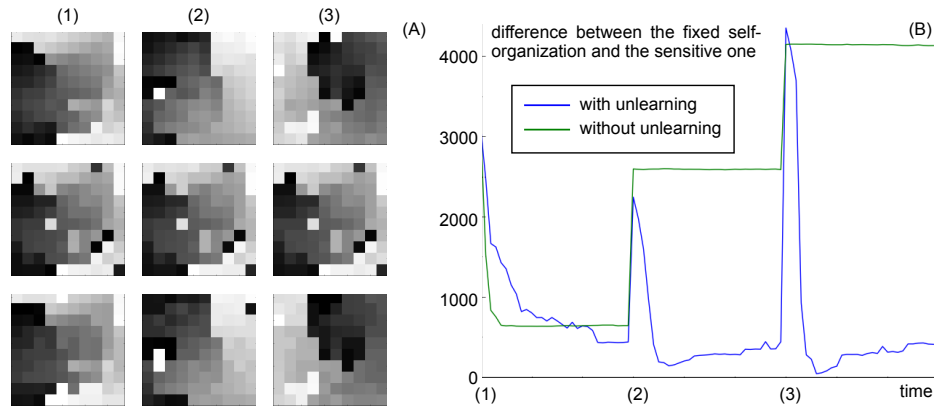 (1) (2) (3) (A)
difference between the fixed self-
organization and the sensitive one
(B)
with unlearning
without unlearning
4000
3000
2000
1000
0
(1) (2) (3) time